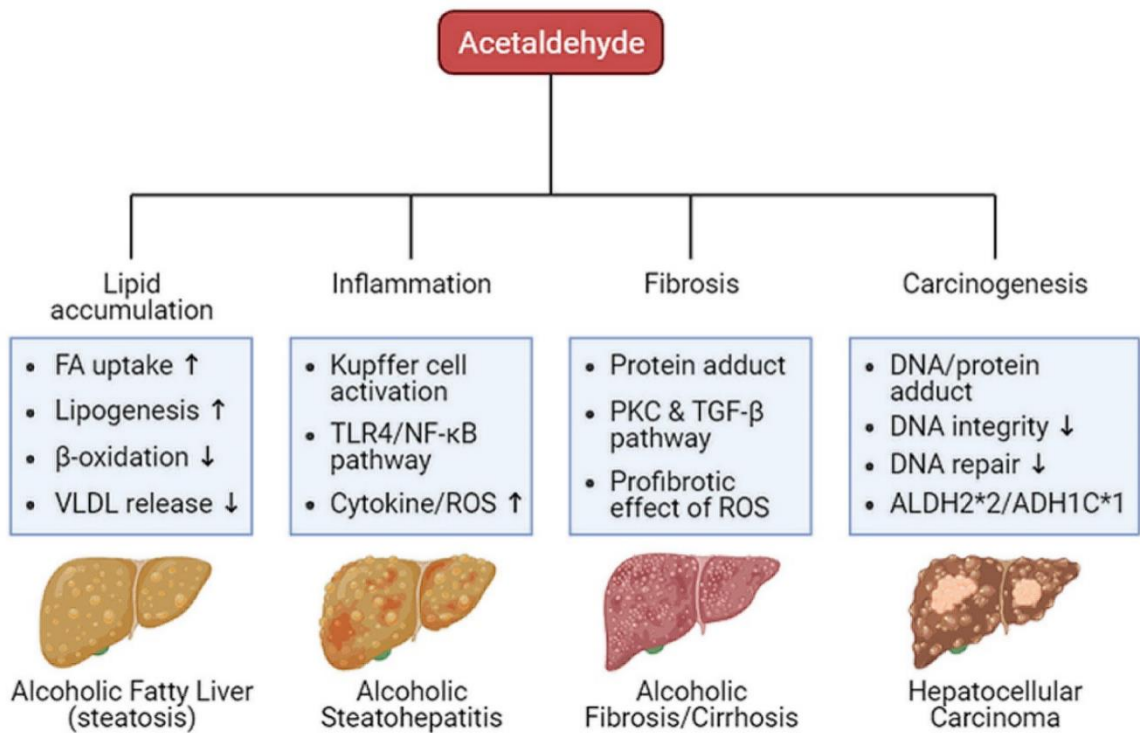 Acetaldehyde
Lipid
accumulation
• FA uptake ↑
• Lipogenesis ↑
• β-oxidation ↓
• VLDL release ↓
Alcoholic Fatty Liver
(steatosis)
Inflammation
• Kupffer cell
activation
• TLR4/NF-κB
pathway
• Cytokine/ROS ↑
Alcoholic
Steatohepatitis
Fibrosis
• Protein adduct
• PKC & TGF-β
pathway
• Profibrotic
effect of ROS
Alcoholic
Fibrosis/Cirrhosis
Carcinogenesis
• DNA/protein
adduct
• DNA integrity ↓
• DNA repair ↓
• ALDH2*2/ADH1C*1
Hepatocellular
Carcinoma